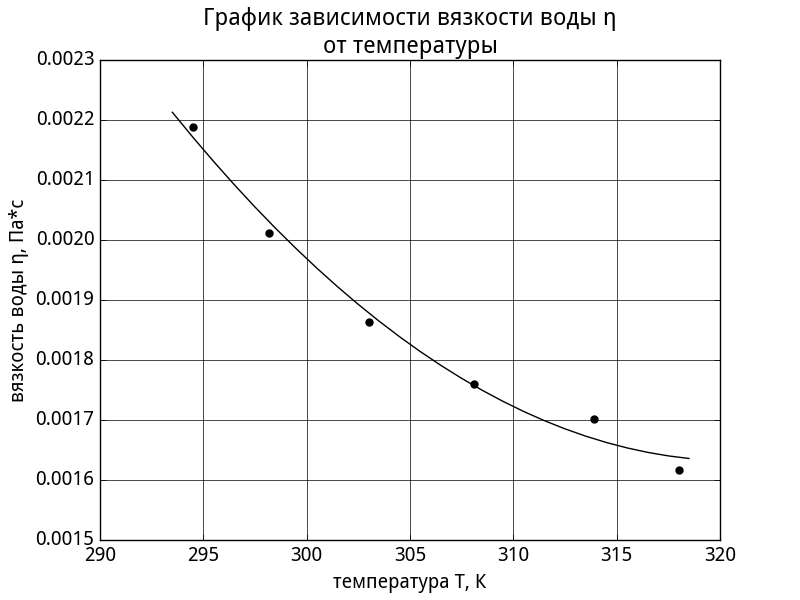 График зависимости вязкости воды η
от температуры
0.0023
0.0022
0.0021
0.0020
0.0019
0.0018
0.0017
0.0016
0.0015
вязкость воды η, Па*с
290 295 300 305 310 315 320
температура Т, К